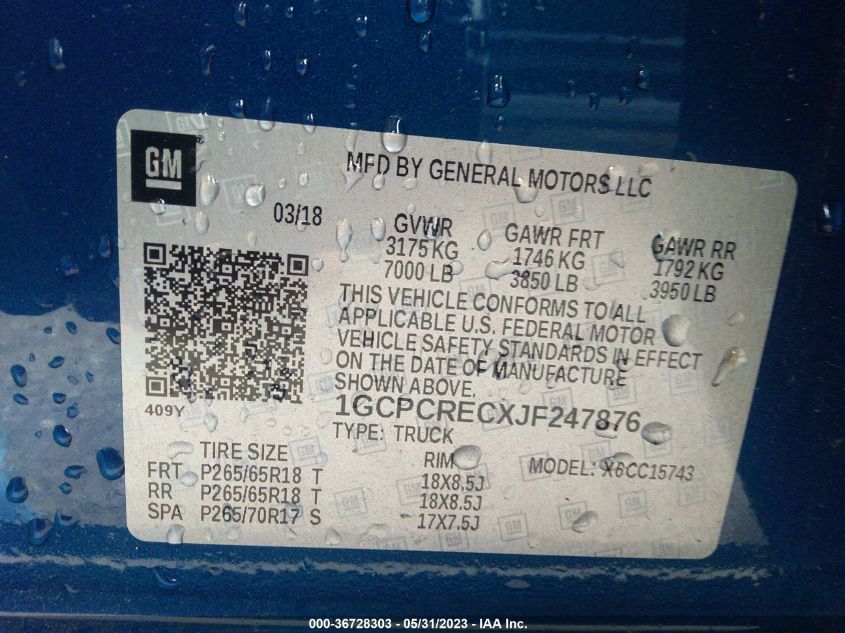 GM ®
MFD BY GENERAL MOTORS LLC
03/18
GVWR GAWR FRT GAWR RR
3175 KG 1746 KG 1792 KG
7000 LB 3850 LB 3950 LB
THIS VEHICLE CONFORMS TO ALL
APPLICABLE U.S. FEDERAL MOTOR
VEHICLE SAFETY STANDARDS IN EFFECT
ON THE DATE OF MANUFACTURE
SHOWN ABOVE.
409Y
1GCPCRECXJF247876
TYPE: TRUCK
TIRE SIZE RIM MODEL: X6CC15743
FRT P265/65R18 T 18X8.5J
RR P265/65R18 T 18X8.5J
SPA P265/70R17 S 17X7.5J
000-36728303 - 05/31/2023 - IAA Inc.